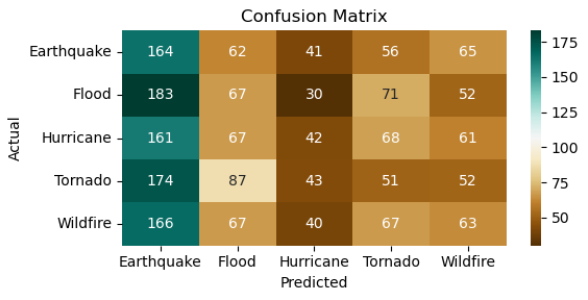 Confusion Matrix
Earthquake 164 62 41 56 65
Flood 183 67 30 71 52
Hurricane 161 67 42 68 61
Tornado 174 87 43 51 52
Wildfire 166 67 40 67 63
Earthquake Flood Hurricane Tornado Wildfire
Predicted
Actual
175
150
125
100
75
50